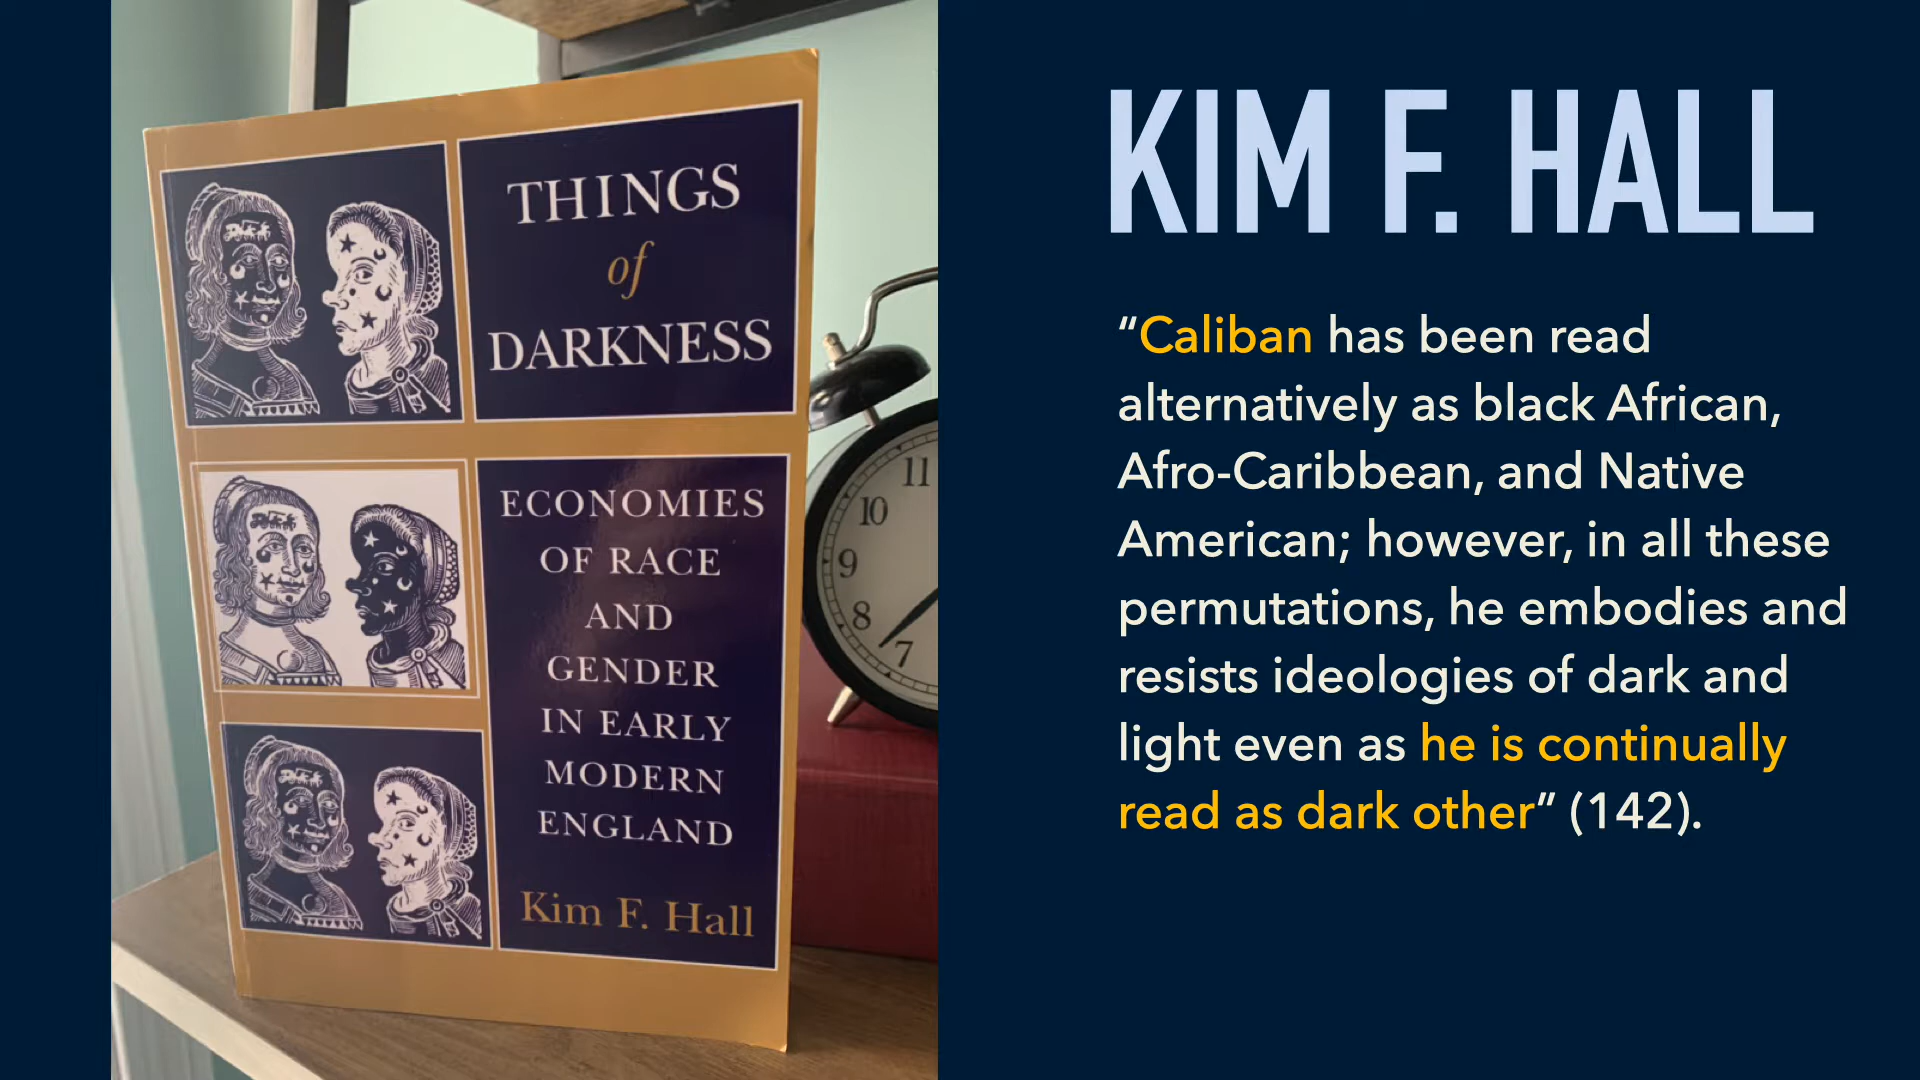 THINGS
of
DARKNESS
ECONOMIES
OF RACE
AND
GENDER
IN EARLY
MODERN
ENGLAND
Kim F. Hall
11
10
9
8
7
KIM F. HALL
“Caliban has been read
alternatively as black African,
Afro-Caribbean, and Native
American; however, in all these
permutations, he embodies and
resists ideologies of dark and
light even as he is continually
read as dark other” (142).